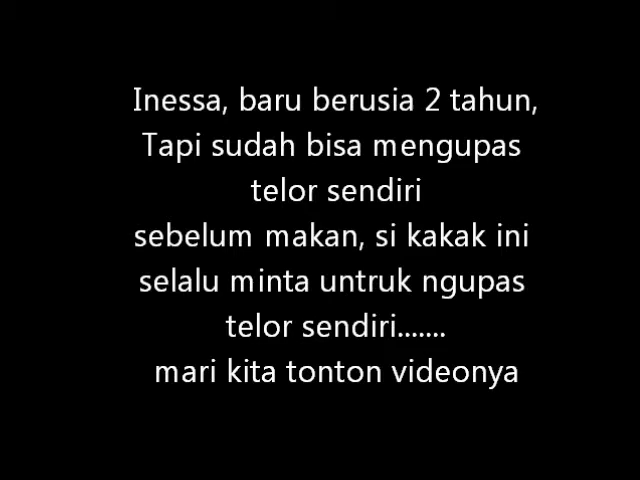 Inessa, baru berusia 2 tahun,
Tapi sudah bisa mengupas
telor sendiri
sebelum makan, si kakak ini
selalu minta untruk ngupas
telor sendiri.......
mari kita tonton videonya